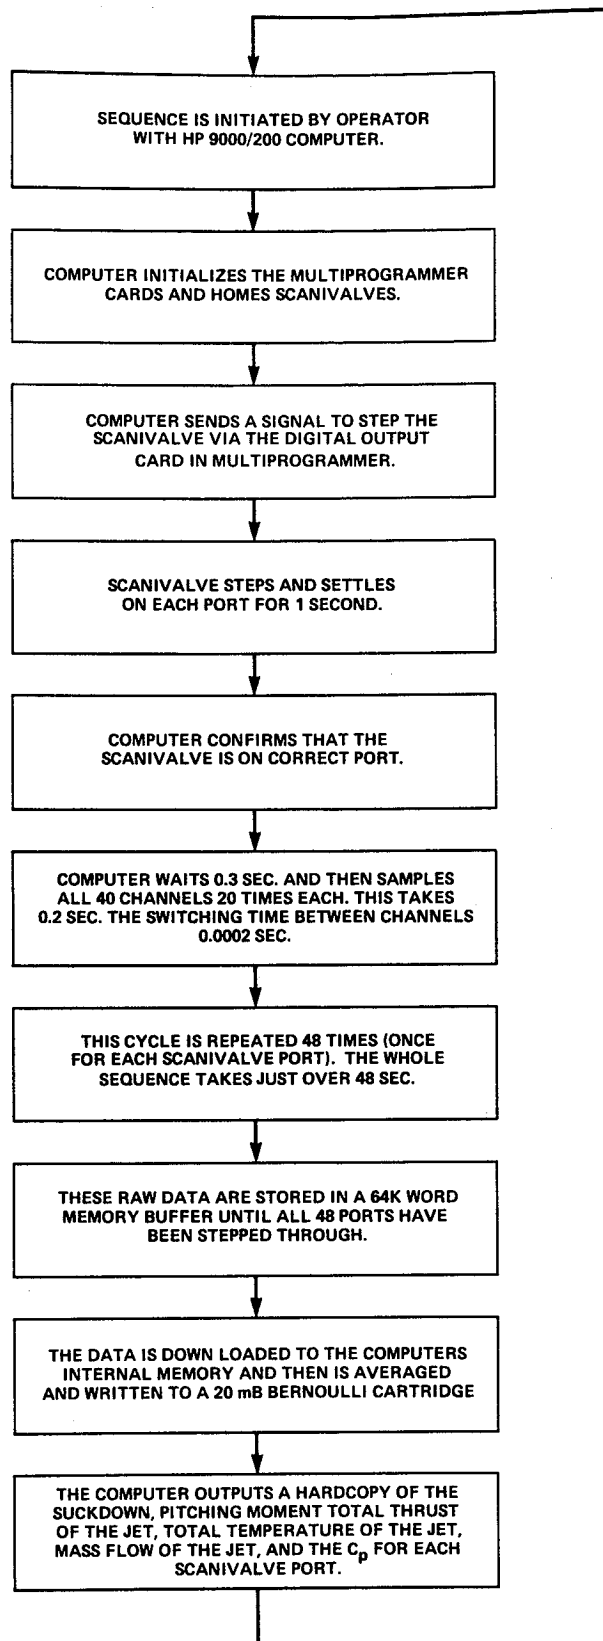 SEQUENCE IS INITIATED BY OPERATOR
WITH HP 9000/200 COMPUTER.
COMPUTER INITIALIZES THE MULTIPROGRAMMER
CARDS AND HOMES SCANIVALVES.
COMPUTER SENDS A SIGNAL TO STEP THE
SCANIVALVE VIA THE DIGITAL OUTPUT
CARD IN MULTIPROGRAMMER.
SCANIVALVE STEPS AND SETTLES
ON EACH PORT FOR 1 SECOND.
COMPUTER CONFIRMS THAT THE
SCANIVALVE IS ON CORRECT PORT.
COMPUTER WAITS 0.3 SEC. AND THEN SAMPLES
ALL 40 CHANNELS 20 TIMES EACH. THIS TAKES
0.2 SEC. THE SWITCHING TIME BETWEEN CHANNELS
0.0002 SEC.
THIS CYCLE IS REPEATED 48 TIMES (ONCE
FOR EACH SCANIVALVE PORT). THE WHOLE
SEQUENCE TAKES JUST OVER 48 SEC.
THESE RAW DATA ARE STORED IN A 64K WORD
MEMORY BUFFER UNTIL ALL 48 PORTS HAVE
BEEN STEPPED THROUGH.
THE DATA IS DOWN LOADED TO THE COMPUTERS
INTERNAL MEMORY AND THEN IS AVERAGED
AND WRITTEN TO A 20 mB BERNOULLI CARTRIDGE
THE COMPUTER OUTPUTS A HARDCOPY OF THE
SUCKDOWN, PITCHING MOMENT TOTAL THRUST
OF THE JET, TOTAL TEMPERATURE OF THE JET,
MASS FLOW OF THE JET, AND THE Cp FOR EACH
SCANIVALVE PORT.